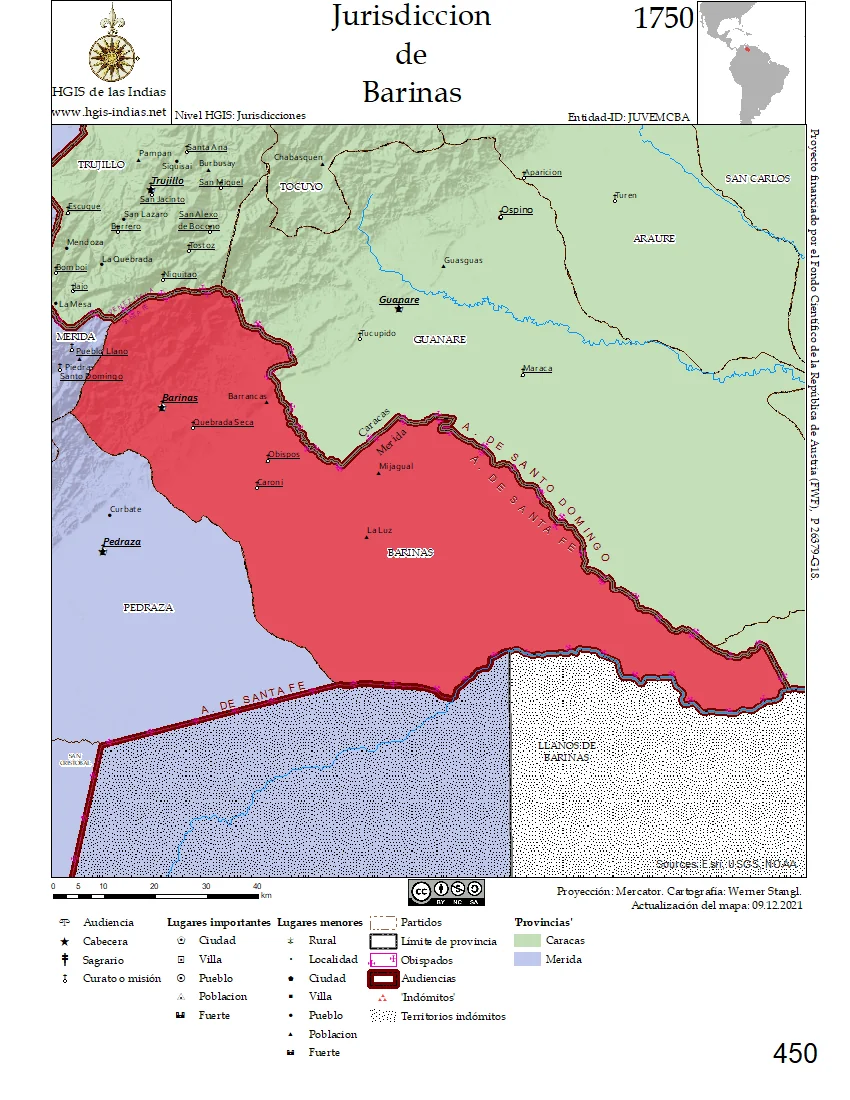 Jurisdiccion
de
Barinas
1750
HGIS de las Indias
www.hgis-indias.net
Nivel HGIS: Jurisdicciones
Entidad-ID: JUVEMCBA
Proyecto financiado por el Fondo Científico de la República de Austria (FWF), P 26379-G18.
TRUJILLO
Pampan
Santa Ana
Siquisai
Burbusay
Trujillo
San Miquel
San Jacinto
Escuque
San Lazaro
San Alexo
de Bocono
Mendoza
Tostoz
La Quebrada
Bomboi
Niquitao
Jajo
La Mesa
Chabasquen
TOCUYO
Aparicion
Ospino
Turen
SAN CARLOS
ARAURE
Guasguas
Guanare
Tucupido
GUANARE
Maraca
MERIDA
Pueblo Llano
Piedras
Santo Domingo
Barinas
Barrancas
Quebrada Seca
Caracas
Merida
A. DE SANTO DOMINGO
A. DE SANTA FE
Obispos
Mijagual
Caroni
Curbate
La Luz
BARINAS
Pedraza
PEDRAZA
A. DE SANTA FE
SAN
CRISTOBAL
LLANOS DE
BARINAS
Sources: Esri, USGS, NOAA
0 5 10 20 30 40
km
CC BY NC SA
Proyección: Mercator. Cartografía: Werner Stangl.
Actualización del mapa: 09.12.2021
Audiencia
Cabecera
Sagrario
Curato o misión
Lugares importantes
Ciudad
Villa
Pueblo
Poblacion
Fuerte
Lugares menores
Rural
Localidad
Ciudad
Villa
Pueblo
Poblacion
Fuerte
Partidos
Límite de provincia
Obispados
Audiencias
'Indómitos'
Territorios indómitos
'Provincias'
Caracas
Merida
450